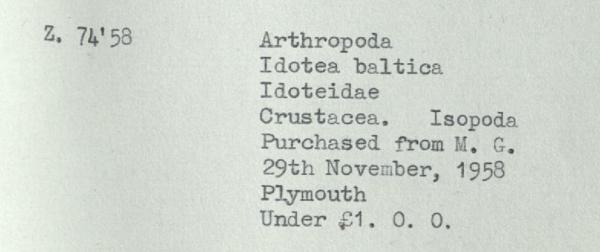 Z. 74'58
Arthropoda
Idotea baltica
Idoteidae
Crustacea. Isopoda
Purchased from M. G.
29th November, 1958
Plymouth
Under £1. 0. 0.